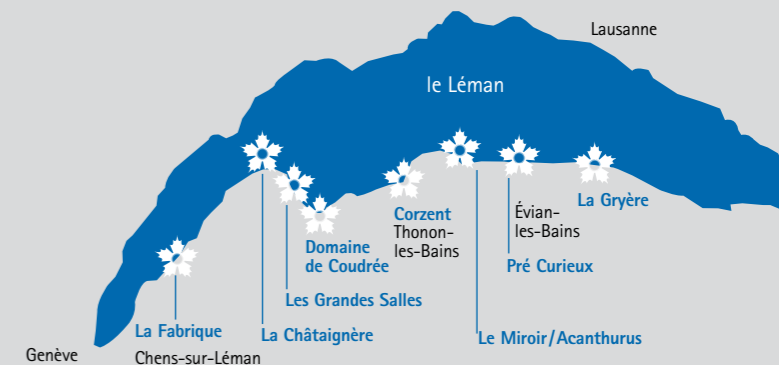 Lausanne
le Léman
La Gryère
Corzent
Thonon-
les-Bains
Évian-
les-Bains
Domaine
de Coudrée
Pré Curieux
Les Grandes Salles
La Fabrique
La Châtaignère
Le Miroir/Acanthurus
Genève
Chens-sur-Léman